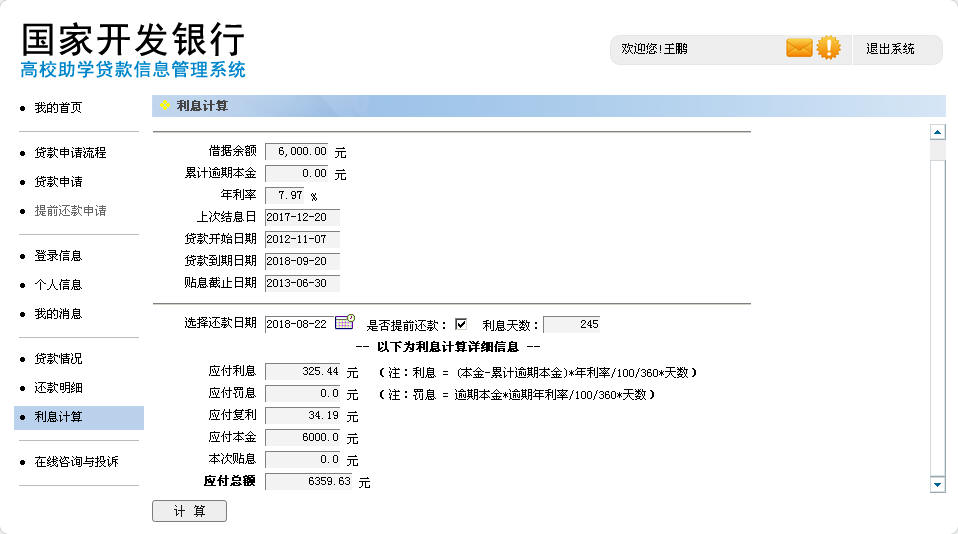 国家开发银行
高校助学贷款信息管理系统
欢迎您!王鹏
退出系统
我的首页
贷款申请流程
贷款申请
提前还款申请
登录信息
个人信息
我的消息
贷款情况
还款明细
利息计算
在线咨询与投诉
利息计算
借据余额 6,000.00 元
累计逾期本金 0.00 元
年利率 7.97 %
上次结息日 2017-12-20
贷款开始日期 2012-11-07
贷款到期日期 2018-09-20
贴息截止日期 2013-06-30
选择还款日期 2018-08-22 是否提前还款: 利息天数: 245
-- 以下为利息计算详细信息 --
应付利息 325.44 元 (注:利息 = (本金-累计逾期本金)*年利率/100/360*天数)
应付罚息 0.0 元 (注:罚息 = 逾期本金*逾期年利率/100/360*天数)
应付复利 34.19 元
应付本金 6000.0 元
本次贴息 0.0 元
应付总额 6359.63 元
计 算